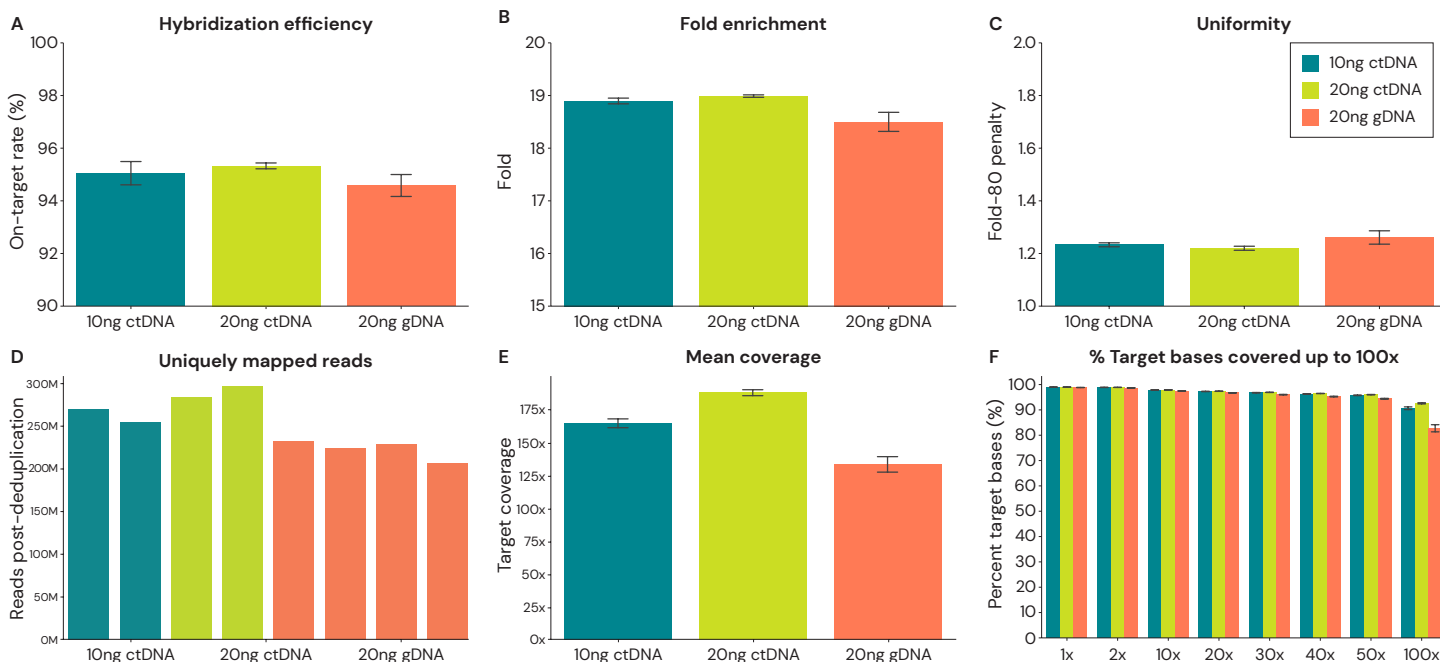 A
Hybridization efficiency
On-target rate (%)
100
98
96
94
92
90
10ng ctDNA
20ng ctDNA
20ng gDNA
B
Fold enrichment
Fold
20
19
18
17
16
15
10ng ctDNA
20ng ctDNA
20ng gDNA
C
Uniformity
Fold-80 penalty
2.0
1.8
1.6
1.4
1.2
1.0
10ng ctDNA
20ng ctDNA
20ng gDNA
10ng ctDNA
20ng ctDNA
20ng gDNA
D
Uniquely mapped reads
Reads post-deduplication
300M
250M
200M
150M
100M
50M
0M
10ng ctDNA
20ng ctDNA
20ng gDNA
E
Mean coverage
Target coverage
175x
150x
125x
100x
75x
50x
25x
0x
10ng ctDNA
20ng ctDNA
20ng gDNA
F
% Target bases covered up to 100x
Percent target bases (%)
100
90
80
70
60
50
40
30
20
10
0
1x
2x
10x
20x
30x
40x
50x
100x